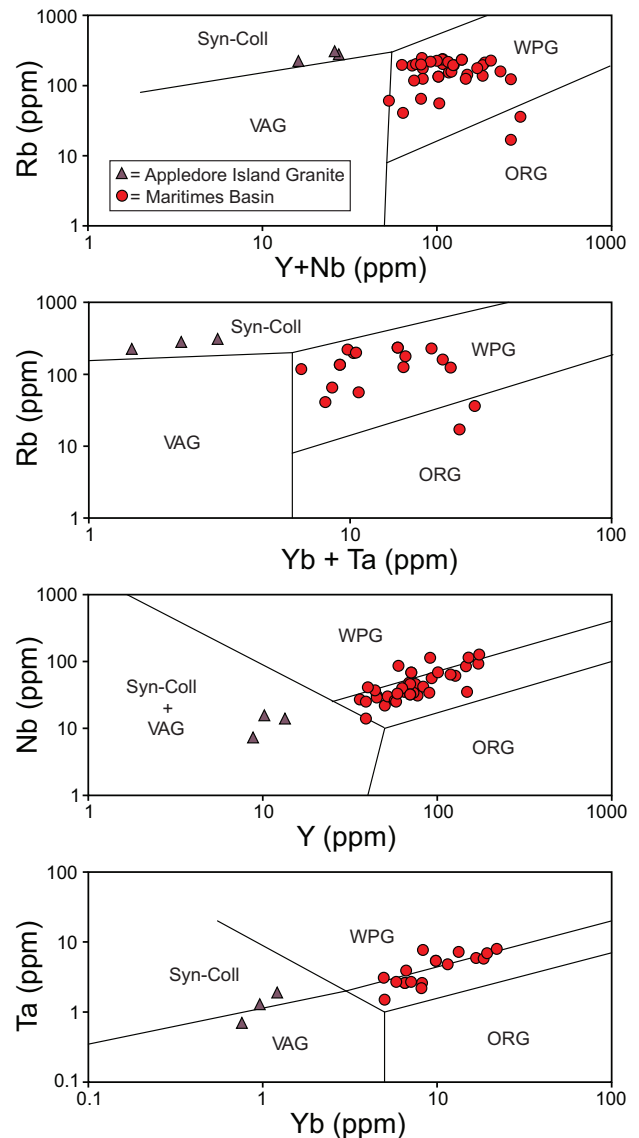 1000
Syn-Coll
WPG
100
Rb (ppm)
VAG
10
▲= Appledore Island Granite
●= Maritimes Basin
ORG
1
1 10 100 1000
Y+Nb (ppm)
1000
Syn-Coll
WPG
100
Rb (ppm)
VAG
10
ORG
1
1 10 100
Yb + Ta (ppm)
1000
WPG
100
Nb (ppm)
Syn-Coll
+
VAG
10
ORG
1
1 10 100 1000
Y (ppm)
100
WPG
10
Syn-Coll
Ta (ppm)
1
VAG
ORG
0.1
0.1 1 10 100
Yb (ppm)